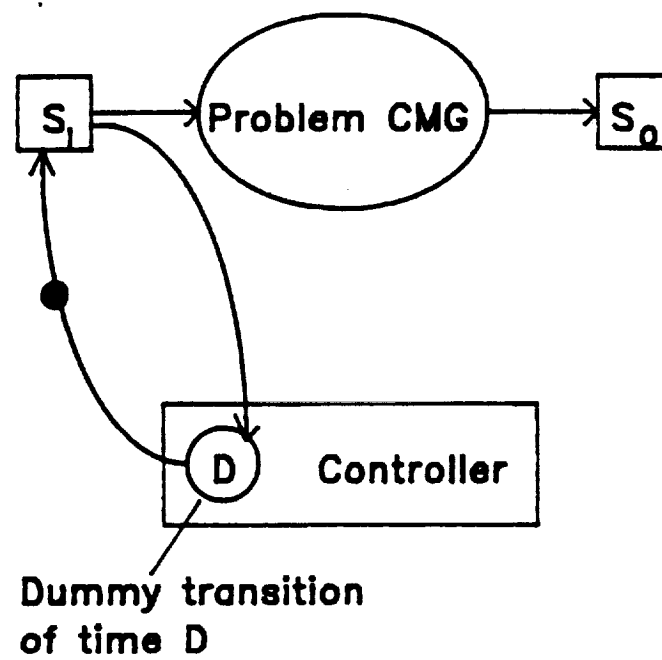 S_I
Problem CMG
S_O
D
Controller
Dummy transition
of time D